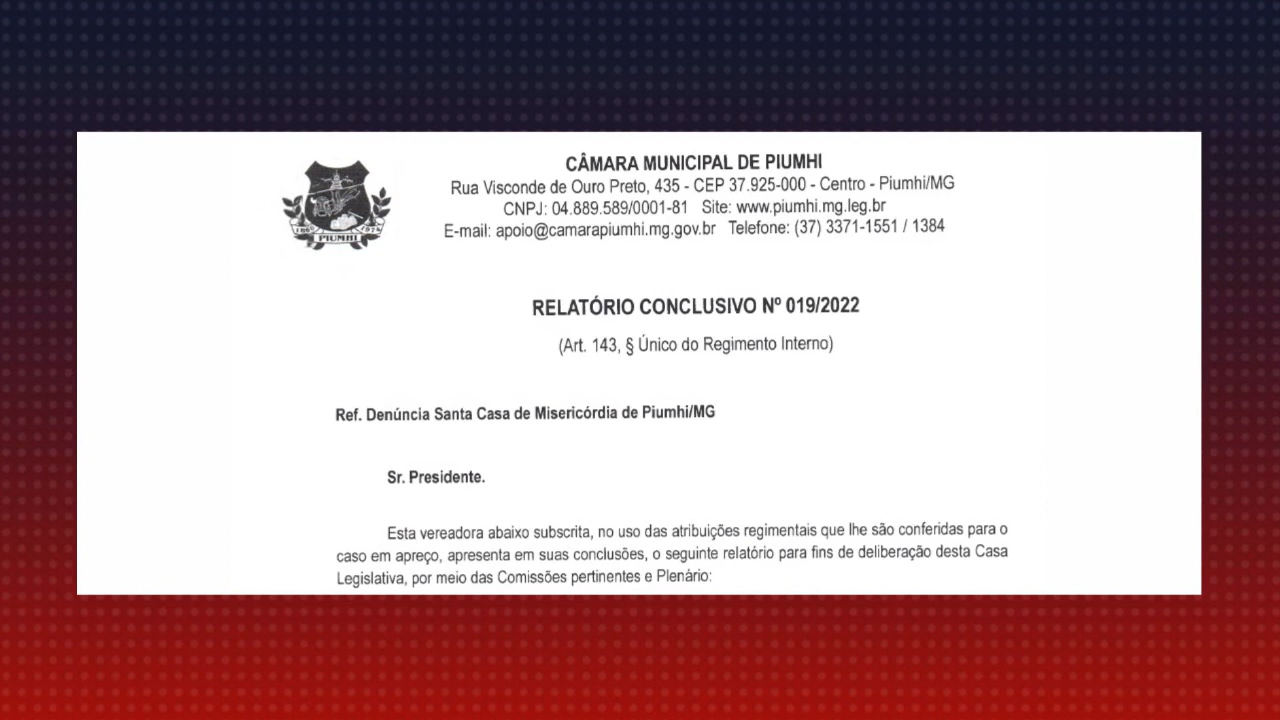 CÂMARA MUNICIPAL DE PIUMHI
Rua Visconde de Ouro Preto, 435 - CEP 37.925-000 - Centro - Piumhi/MG
CNPJ: 04.889.589/0001-81 Site: www.piumhi.mg.leg.br
E-mail: apoio@camarapiumhi.mg.gov.br Telefone: (37) 3371-1551 / 1384
PIUMHI
RELATÓRIO CONCLUSIVO Nº 019/2022
(Art. 143, § Único do Regimento Interno)
Ref. Denúncia Santa Casa de Misericórdia de Piumhi/MG
Sr. Presidente.
Esta vereadora abaixo subscrita, no uso das atribuições regimentais que lhe são conferidas para o
caso em apreço, apresenta em suas conclusões, o seguinte relatório para fins de deliberação desta Casa
Legislativa, por meio das Comissões pertinentes e Plenário: